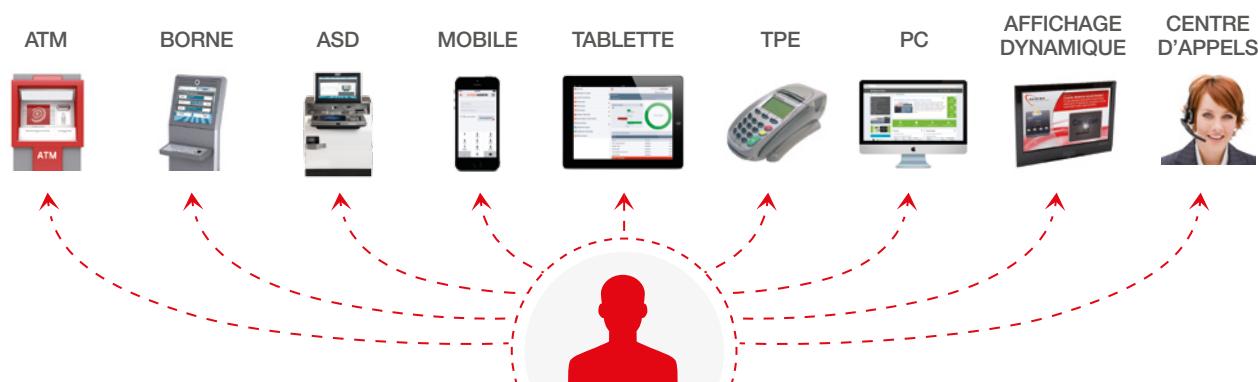 ATM
BORNE
ASD
MOBILE
TABLETTE
TPE
PC
AFFICHAGE
DYNAMIQUE
CENTRE
D'APPELS
ATM